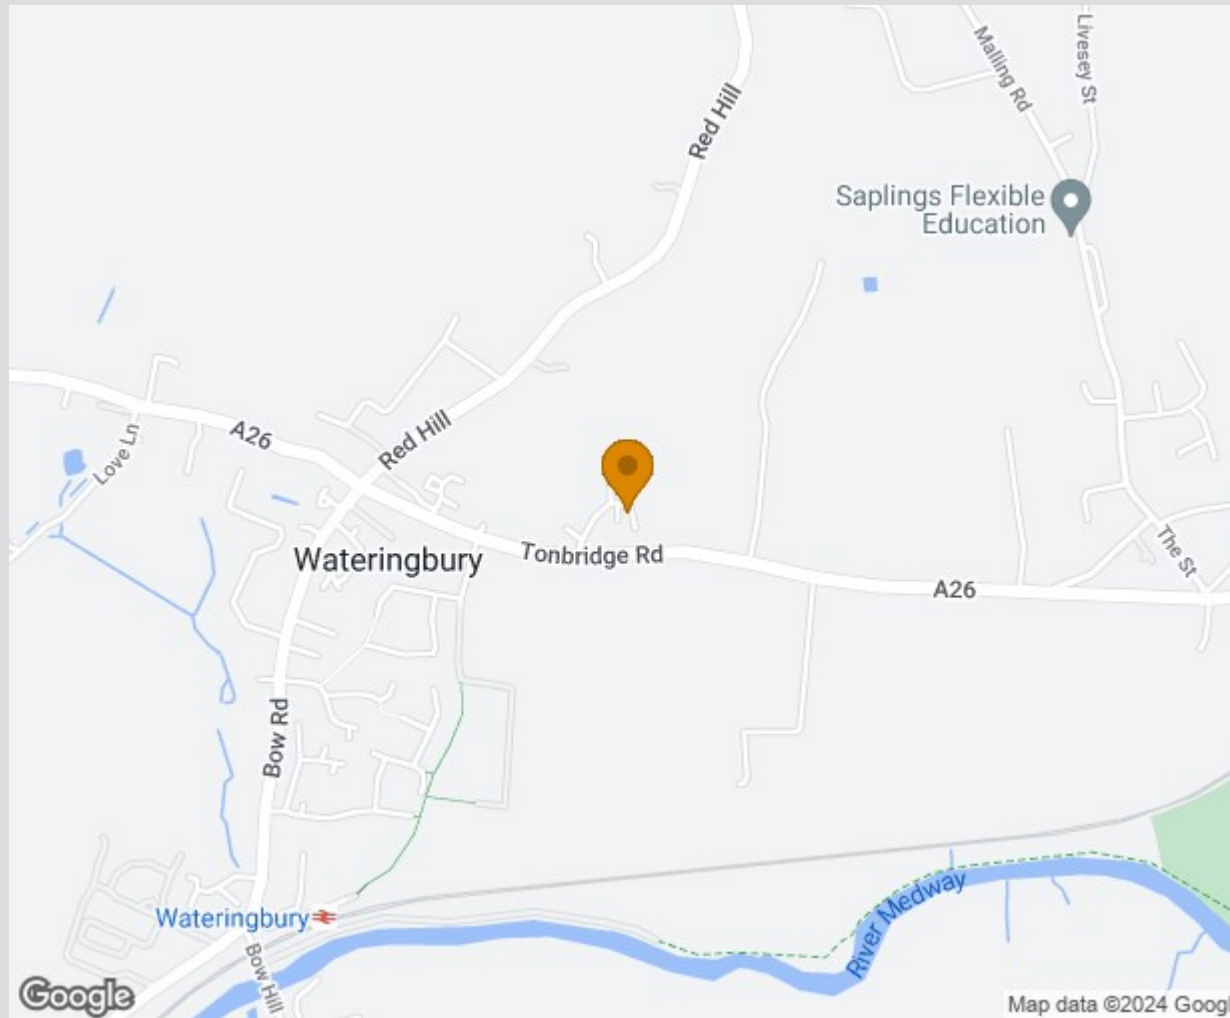 Livesey St
Malling Rd
Red Hill
Saplings Flexible
Education
A26
Red Hill
Love Ln
Wateringbury
Tonbridge Rd
A26
The St
Bow Rd
River Medway
Wateringbury
Bow Hill
Google
Map data ©2024 Googl